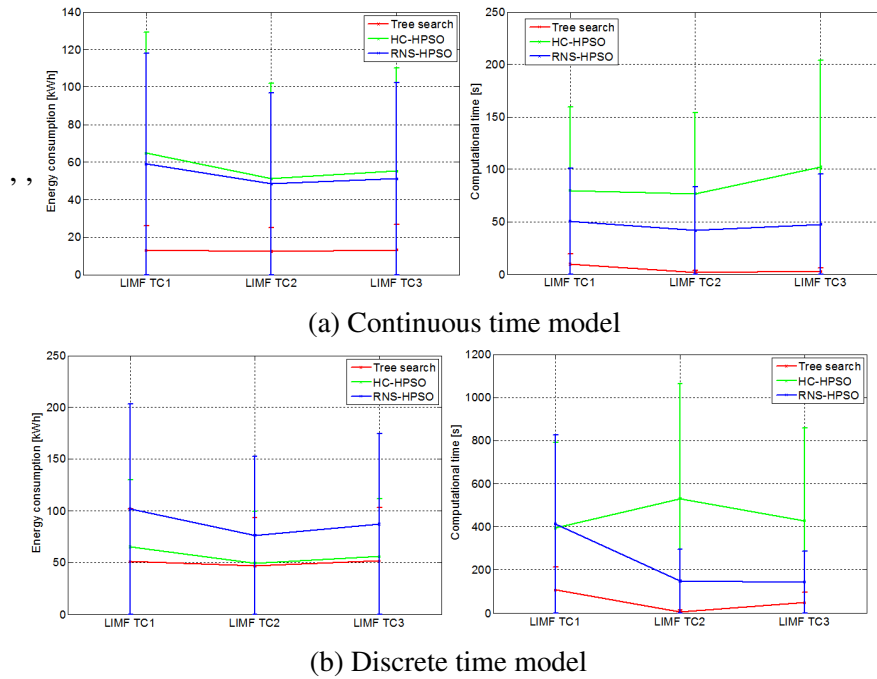 , ,
Energy consumption [kWh]
140
120
100
80
60
40
20
0
LIMF TC1 LIMF TC2 LIMF TC3
Tree search
HC-HPSO
RNS-HPSO
Computational time [s]
250
200
150
100
50
0
LIMF TC1 LIMF TC2 LIMF TC3
Tree search
HC-HPSO
RNS-HPSO
(a) Continuous time model
Energy consumption [kWh]
250
200
150
100
50
0
LIMF TC1 LIMF TC2 LIMF TC3
Tree search
HC-HPSO
RNS-HPSO
Computational time [s]
1200
1000
800
600
400
200
0
LIMF TC1 LIIF TC2 LIMF TC3
Tree search
HC-HPSO
RNS-HPSO
(b) Discrete time model